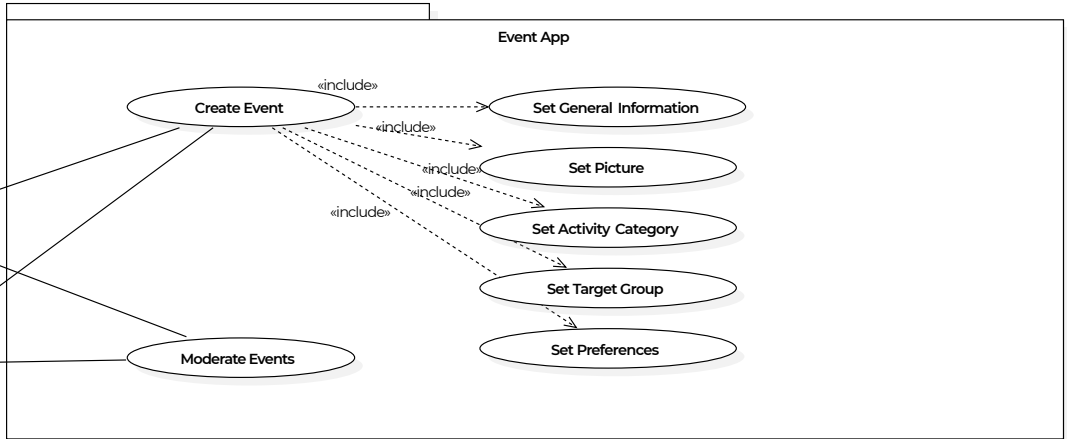 Event App
«include»
Create Event
Set General Information
«include»
Set Picture
«include»
«include»
«include»
Set Activity Category
Set Target Group
Set Preferences
Moderate Events